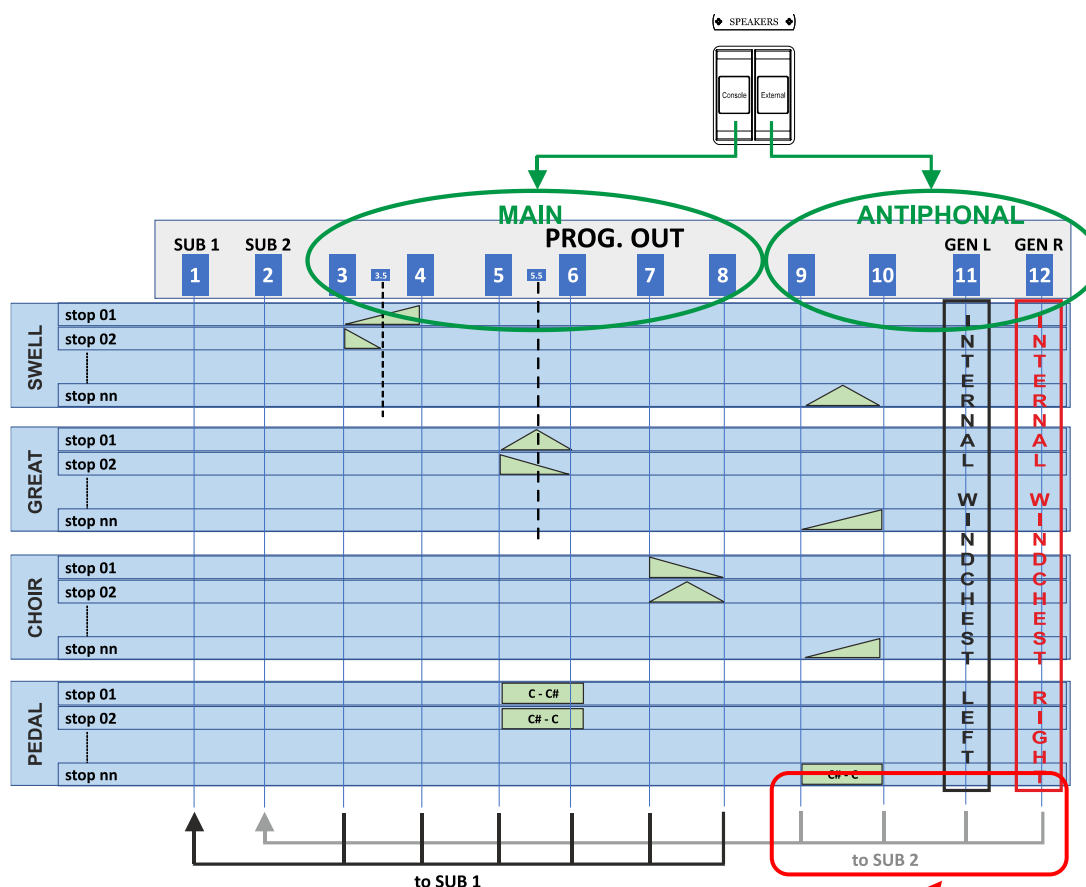 SPEAKERS
Console External
MAIN
ANTIPHONAL
PROG. OUT
SUB 1 SUB 2 GEN L GEN R
1 2 3 3.5 4 5 5.5 6 7 8 9 10 11 12
SWELL
stop 01
stop 02
stop nn
GREAT
stop 01
stop 02
stop nn
CHOIR
stop 01
stop 02
stop nn
PEDAL
stop 01 C - C#
stop 02 C# - C
stop nn C# - C
INTERNAL WINDCHEST LEFT
INTERNAL WINDCHEST RIGHT
to SUB 2
to SUB 1